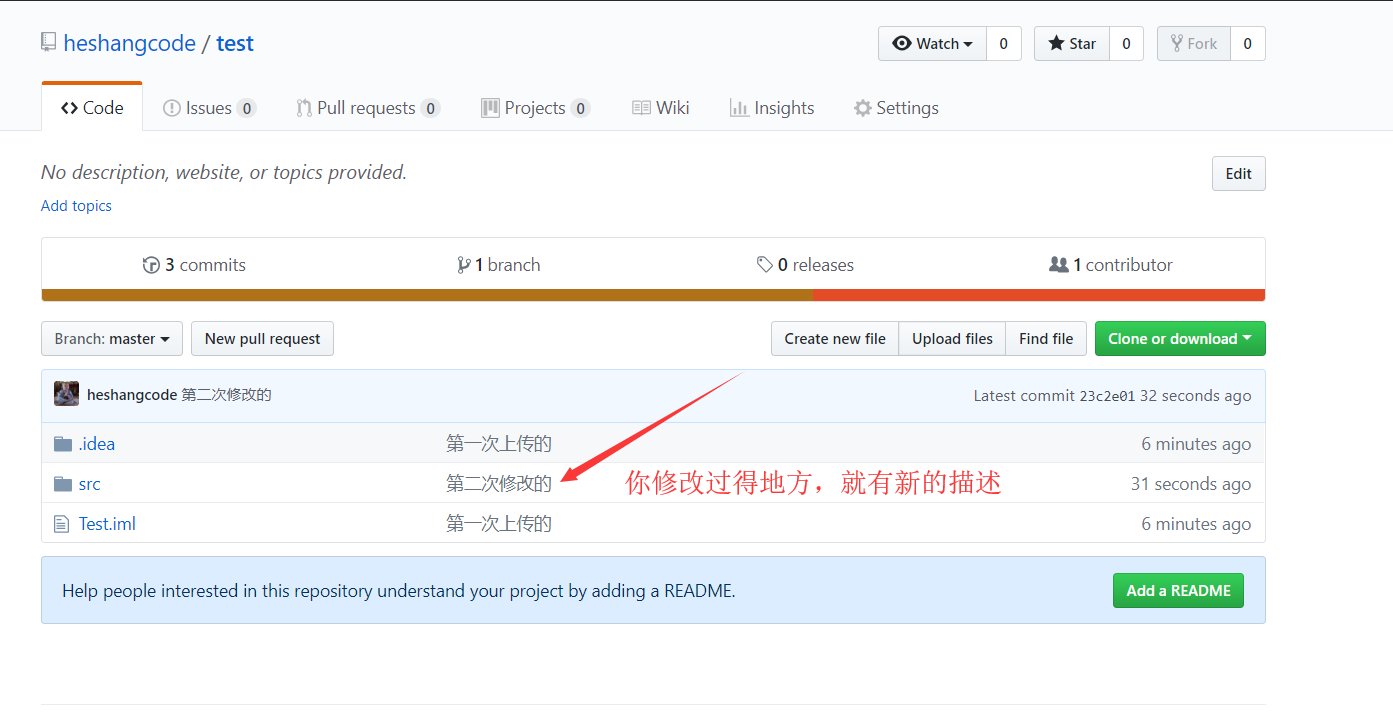 heshangcode / test
Watch 0 Star 0 Fork 0
Code Issues 0 Pull requests 0 Projects 0 Wiki Insights Settings
No description, website, or topics provided.
Edit
Add topics
3 commits 1 branch 0 releases 1 contributor
Branch: master New pull request Create new file Upload files Find file Clone or download
heshangcode 第二次修改的 Latest commit 23c2e01 32 seconds ago
.idea 第一次上传的 6 minutes ago
src 第二次修改的 31 seconds ago
你修改过得地方，就有新的描述
Test.iml 第一次上传的 6 minutes ago
Help people interested in this repository understand your project by adding a README. Add a README